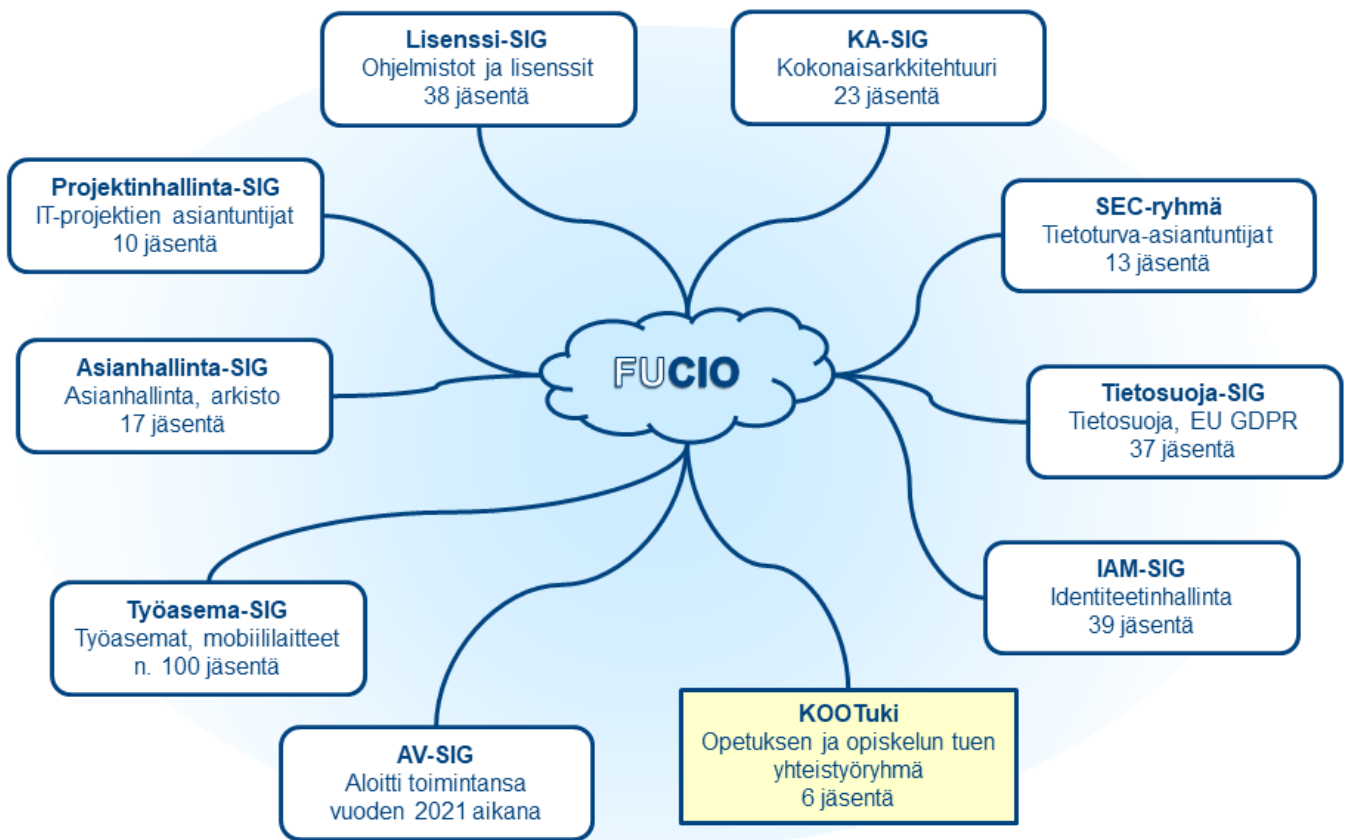 Lisenssi-SIG
Ohjelmistot ja lisenssit
38 jäsentä
KA-SIG
Kokonaisarkkitehtuuri
23 jäsentä
Projektinhallinta-SIG
IT-projektien asiantuntijat
10 jäsentä
SEC-ryhmä
Tietoturva-asiantuntijat
13 jäsentä
FUCIO
Asianhallinta-SIG
Asianhallinta, arkisto
17 jäsentä
Tietosuoja-SIG
Tietosuoja, EU GDPR
37 jäsentä
Työasema-SIG
Työasemat, mobiililaitteet
n. 100 jäsentä
IAM-SIG
Identiteetinhallinta
39 jäsentä
AV-SIG
Aloitti toimintansa
vuoden 2021 aikana
KOOTuki
Opetuksen ja opiskelun tuen
yhteistyöryhmä
6 jäsentä